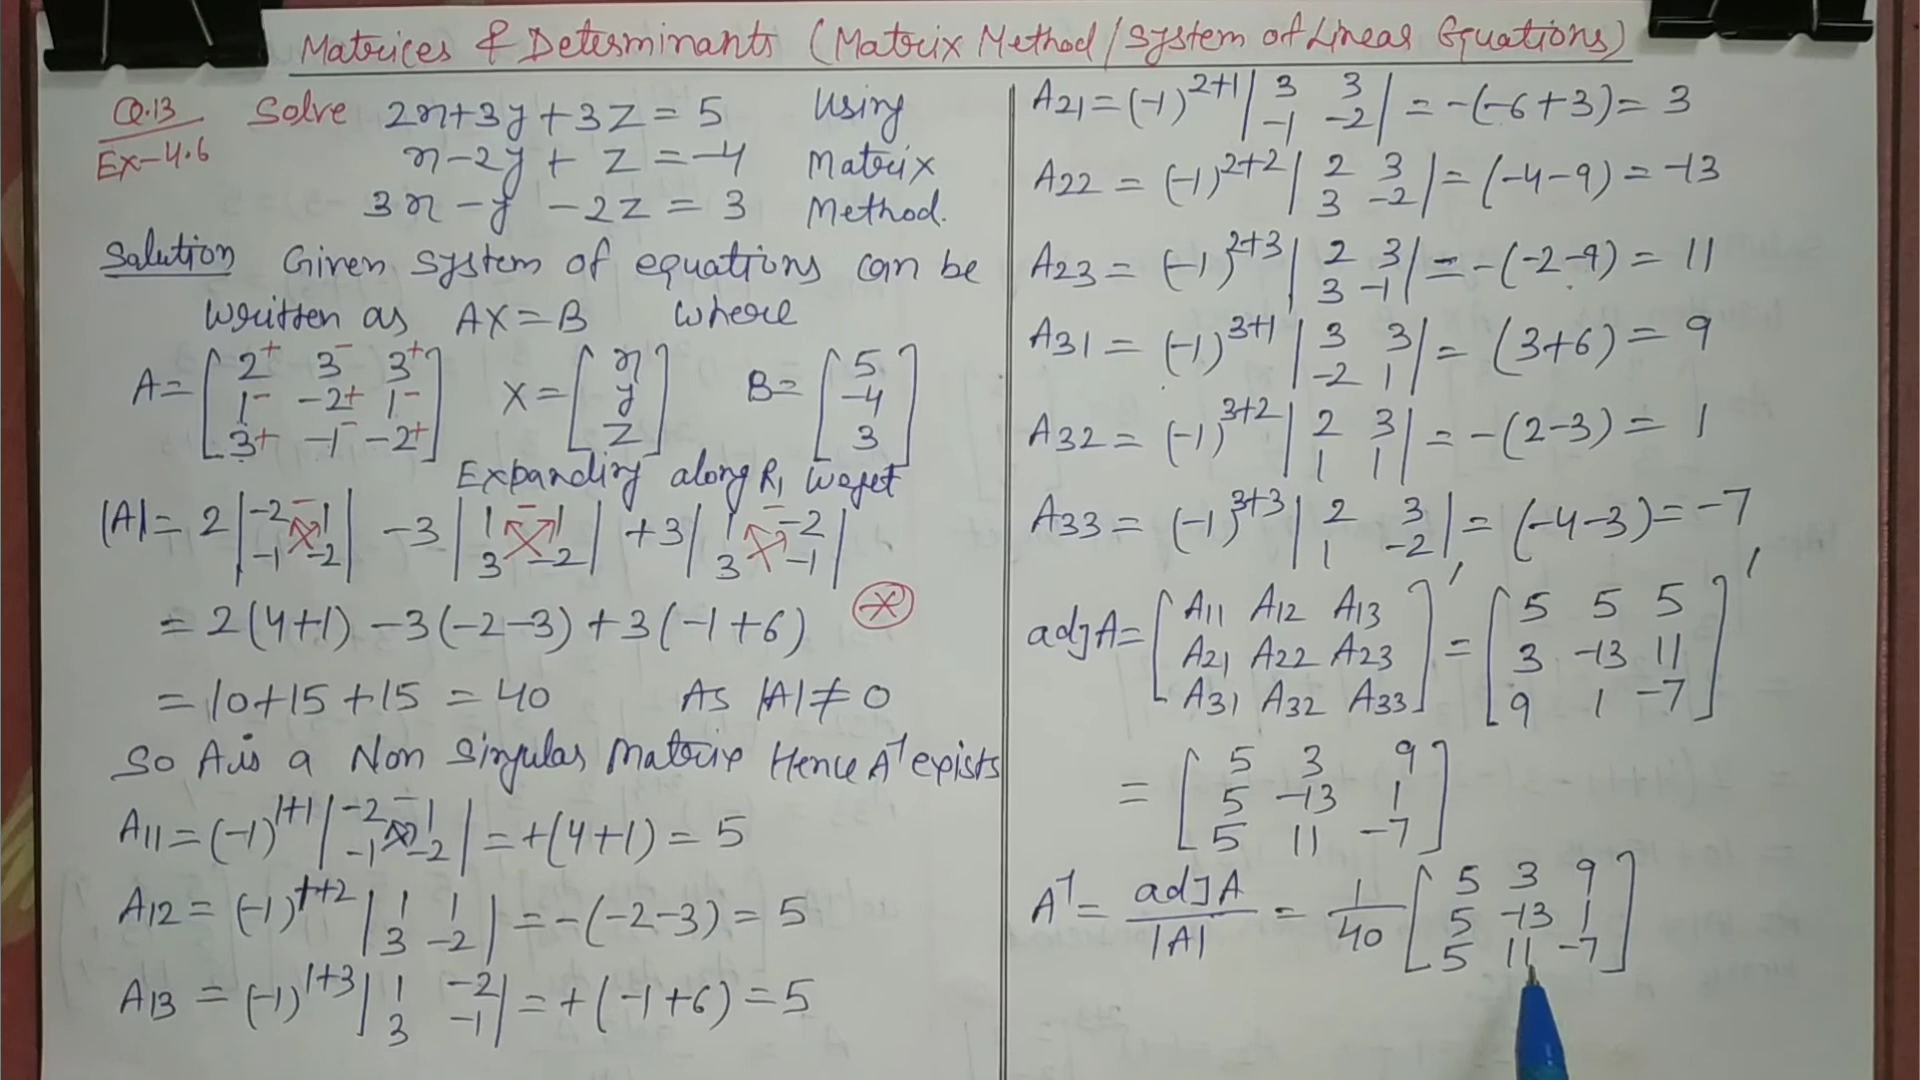 Matrices & Determinants (Matrix Method/System of Linear Equations)
Q.13
Ex-4.6
Solve 2x+3y+3z=5 Using
x-2y+z=-4 Matrix
3x-y-2z=3 Method.
Solution Given system of equations can be
written as AX=B where
A=[2+ 3- 3+ X=[x B=[5
1- -2+ 1- y -4
3+ -1- -2+] z] 3]
Expanding along R1 we get
|A|= 2|-2 1 -3|1 1 +3|1 -2
-1 -2| 3 -2| 3 -1|
=2(4+1)-3(-2-3)+3(-1+6)
=10+15+15=40 As |A|≠0
So A is a Non Singular matrix Hence A⁻¹ exists
A11=(-1)^1+1|-2 1
-1 -2|=+(4+1)=5
A12=(-1)^1+2|1 1
3 -2|=-(-2-3)=5
A13=(-1)^1+3|1 -2
3 -1|=+(-1+6)=5
A21=(-1)^2+1|3 3
-1 -2|=-(-6+3)=3
A22=(-1)^2+2|2 3
3 -2|=(-4-9)=-13
A23=(-1)^2+3|2 3
3 -1|=-(-2-9)=11
A31=(-1)^3+1|3 3
-2 1|=(3+6)=9
A32=(-1)^3+2|2 3
1 1|=-(2-3)=1
A33=(-1)^3+3|2 3
1 -2|=(-4-3)=-7
adjA=[A11 A12 A13 ]'=[5 5 5 ]'
A21 A22 A23 3 -13 11
A31 A32 A33 9 1 -7
=[5 3 9
5 -13 1
5 11 -7]
A⁻¹=adjA/|A|=1/40[5 3 9
5 -13 1
5 11 -7]